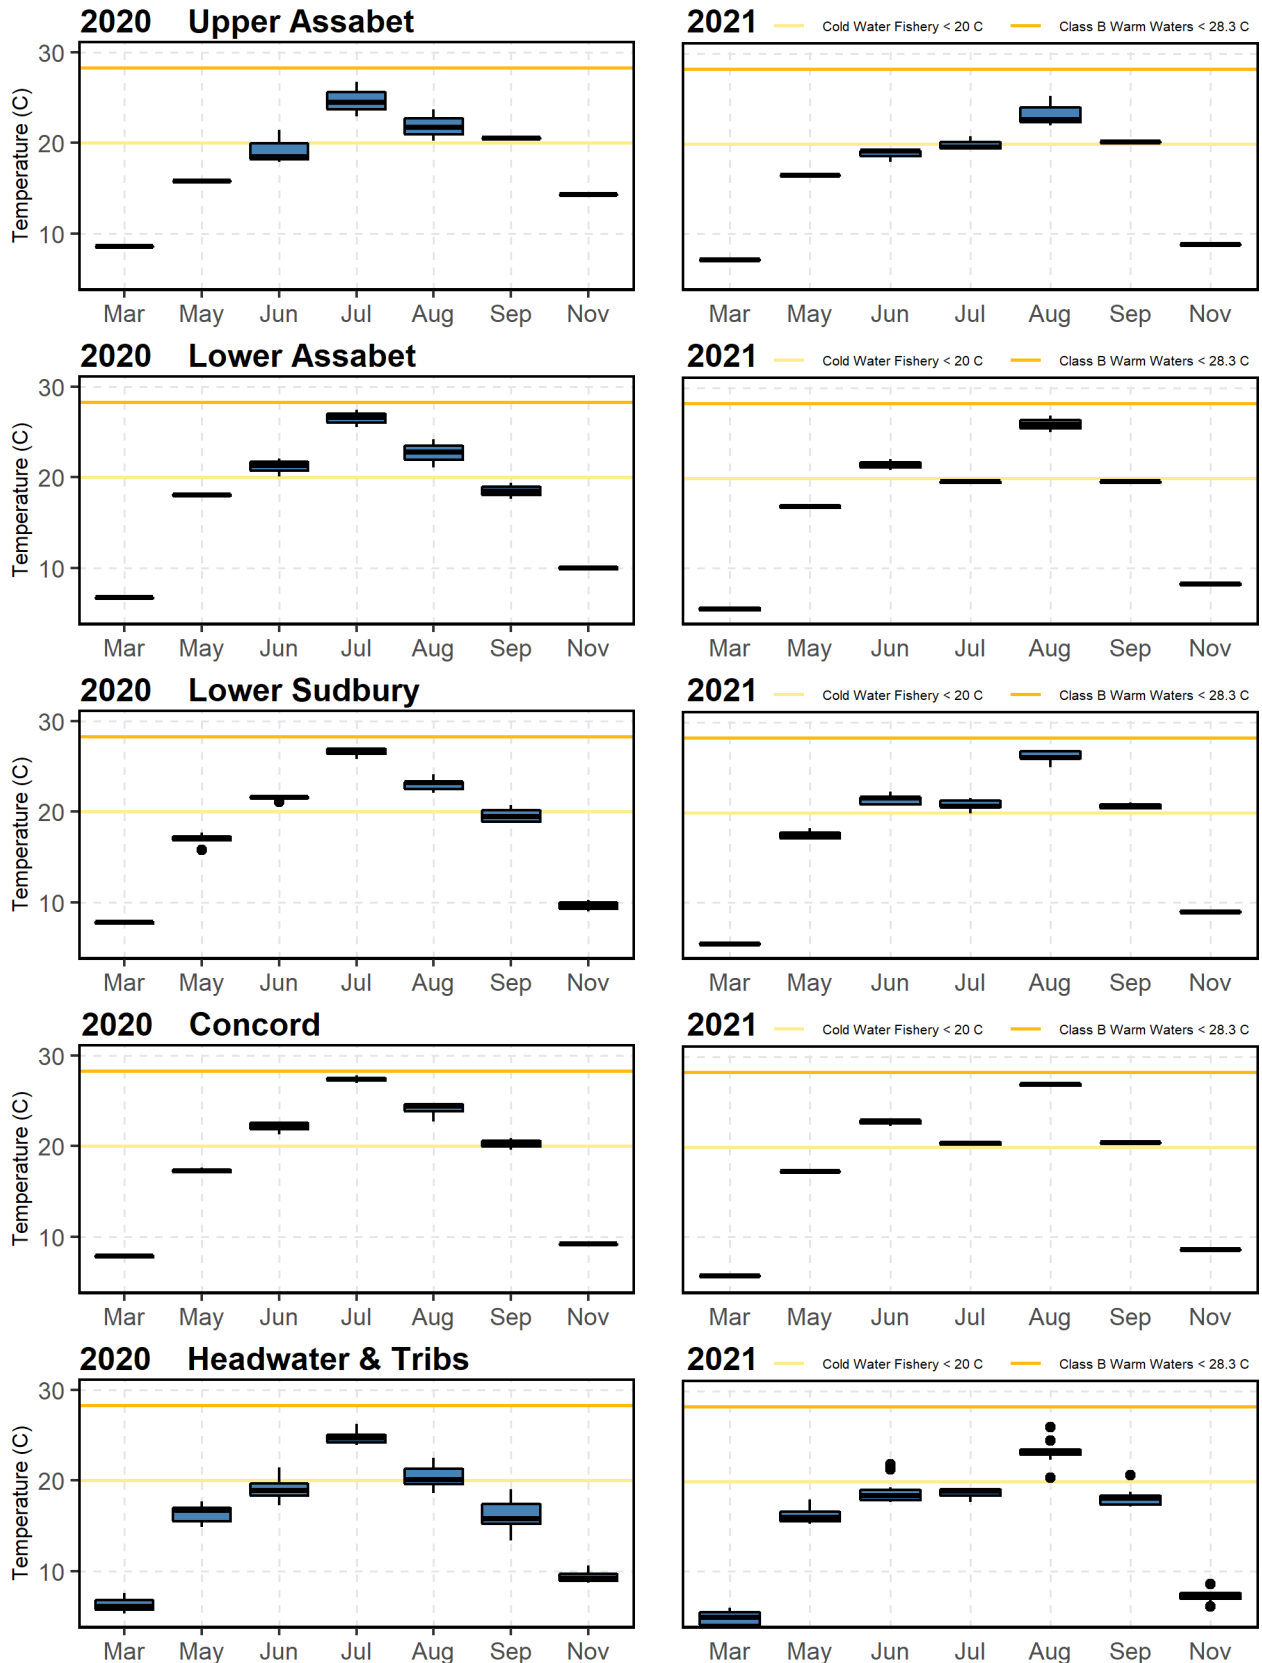 2020 Upper Assabet
2021 Cold Water Fishery < 20 C Class B Warm Waters < 28.3 C
Temperature (C)
30
20
10
Mar May Jun Jul Aug Sep Nov
Mar May Jun Jul Aug Sep Nov
2020 Lower Assabet
2021 Cold Water Fishery < 20 C Class B Warm Waters < 28.3 C
Temperature (C)
30
20
10
Mar May Jun Jul Aug Sep Nov
Mar May Jun Jul Aug Sep Nov
2020 Lower Sudbury
2021 Cold Water Fishery < 20 C Class B Warm Waters < 28.3 C
Temperature (C)
30
20
10
Mar May Jun Jul Aug Sep Nov
Mar May Jun Jul Aug Sep Nov
2020 Concord
2021 Cold Water Fishery < 20 C Class B Warm Waters < 28.3 C
Temperature (C)
30
20
10
Mar May Jun Jul Aug Sep Nov
Mar May Jun Jul Aug Sep Nov
2020 Headwater & Tribs
2021 Cold Water Fishery < 20 C Class B Warm Waters < 28.3 C
Temperature (C)
30
20
10
Mar May Jun Jul Aug Sep Nov
Mar May Jun Jul Aug Sep Nov